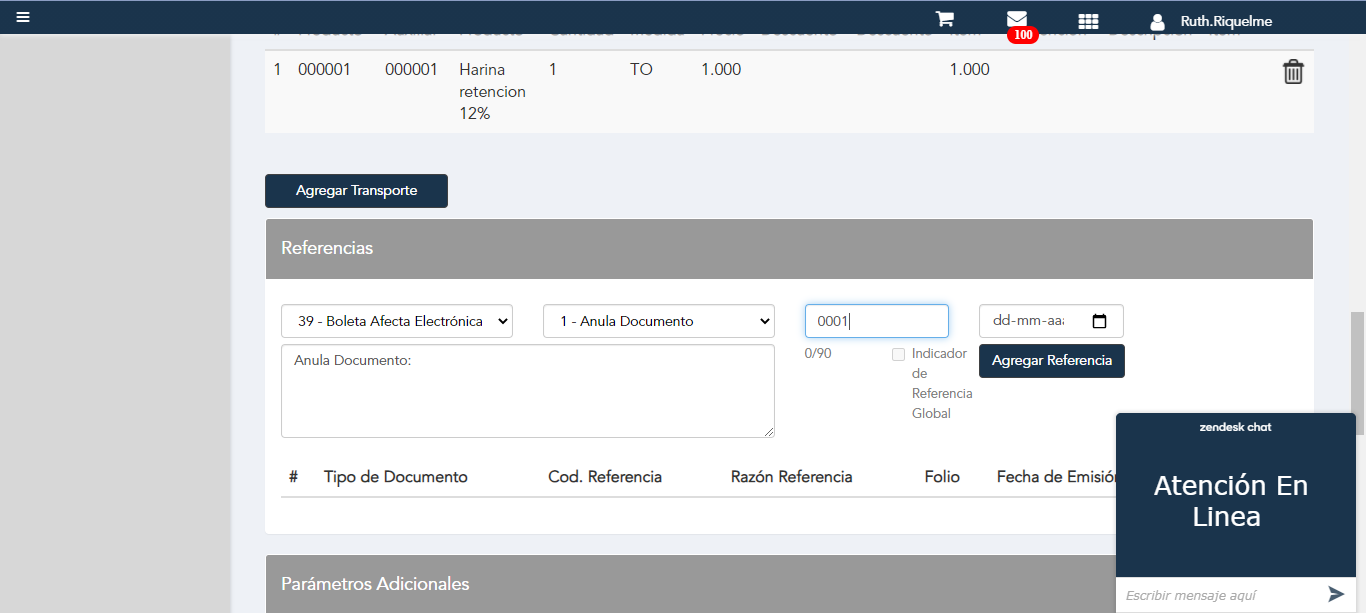 Ruth.Riquelme
100
1 000001 000001 Harina 1 TO 1.000 1.000
retencion
12%
Agregar Transporte
Referencias
39 - Boleta Afecta Electrónica 1 - Anula Documento 0001 dd-mm-aaa
Anula Documento:
0/90 Indicador
de
Referencia
Global
Agregar Referencia
# Tipo de Documento Cod. Referencia Razón Referencia Folio Fecha de Emisión
zendesk chat
Atención En
Linea
Escribir mensaje aquí
Parámetros Adicionales